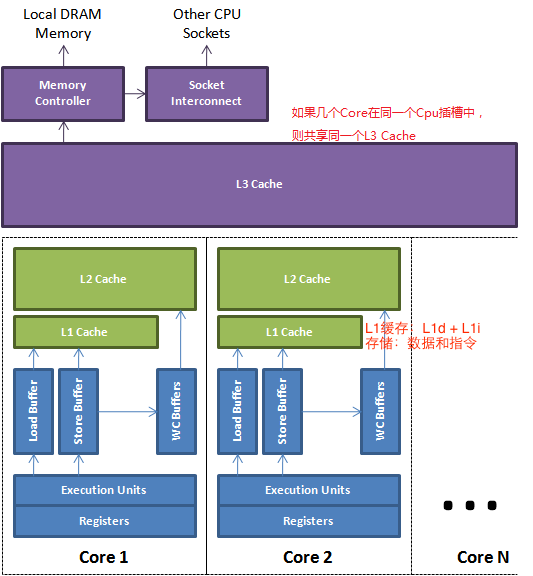 Local DRAM
Memory
Other CPU
Sockets
Memory
Controller
Socket
Interconnect
如果几个Core在同一个Cpu插槽中，
则共享同一个L3 Cache
L3 Cache
L2 Cache
L2 Cache
L1 Cache
L1 Cache
L1缓存：L1d + L1i
存储：数据和指令
Load Buffer
Store Buffer
WC Buffers
Load Buffer
Store Buffer
WC Buffers
Execution Units
Registers
Execution Units
Registers
...
Core 1
Core 2
Core N